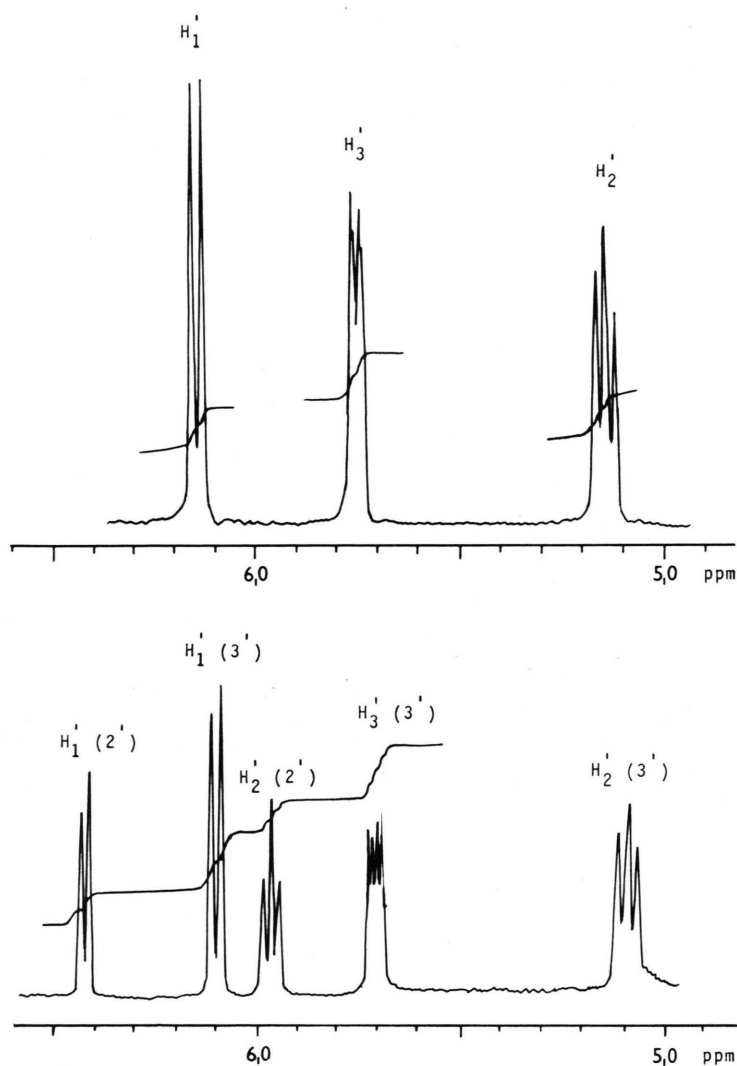 H1'
H3'
H2'
6,0 5,0 ppm
H1' (3')
H3' (3')
H1' (2')
H2' (2')
H2' (3')
6,0 5,0 ppm